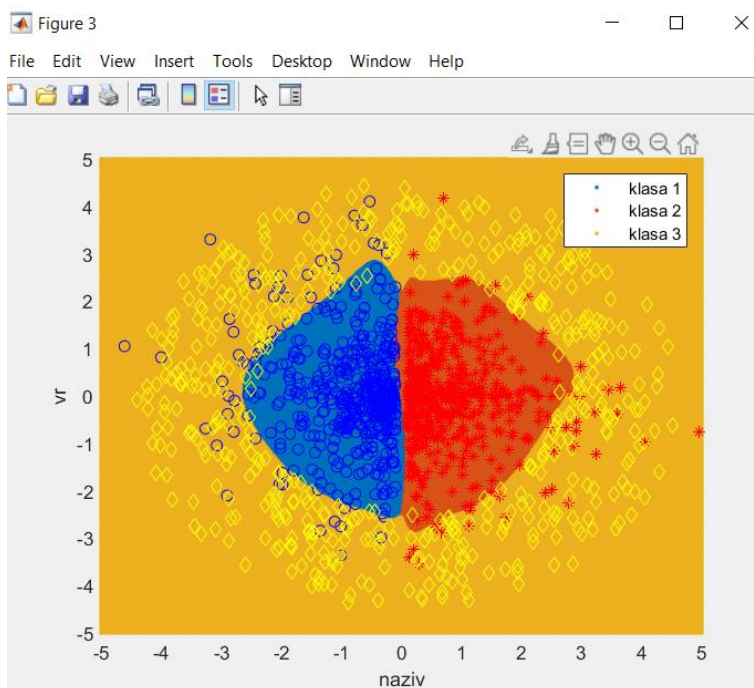 Figure 3
File Edit View Insert Tools Desktop Window Help
klasa 1
klasa 2
klasa 3
5
4
3
2
1
0
-1
-2
-3
-4
-5
vr
-5 -4 -3 -2 -1 0 1 2 3 4 5
naziv